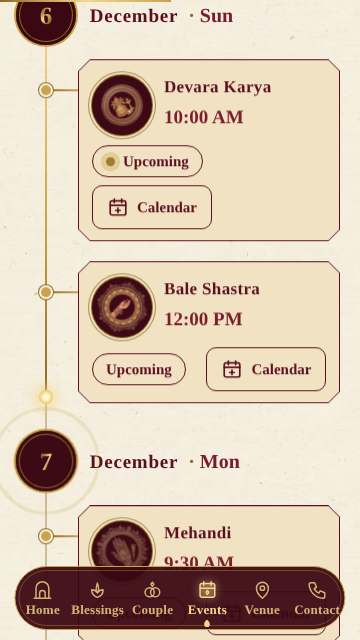 6
December · Sun
Devara Karya
10:00 AM
Upcoming
Calendar
Bale Shastra
12:00 PM
Upcoming
Calendar
7
December · Mon
Mehandi
9:30 AM
Home Blessings Couple Events Venue Contact